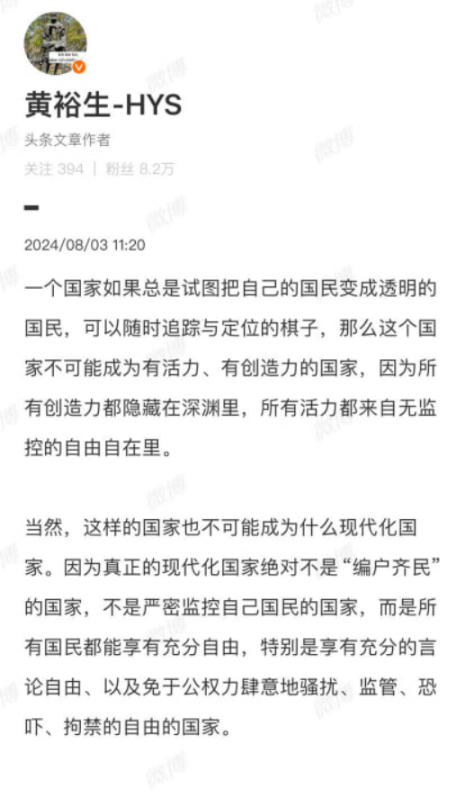 黄裕生-HYS
头条文章作者
关注 394 | 粉丝 8.2万
2024/08/03 11:20
一个国家如果总是试图把自己的国民变成透明的
国民，可以随时追踪与定位的棋子，那么这个国
家不可能成为有活力、有创造力的国家，因为所
有创造力都隐藏在深渊里，所有活力都来自无监
控的自由自在里。
当然，这样的国家也不可能成为什么现代化国
家。因为真正的现代化国家绝对不是“编户齐民”
的国家，不是严密监控自己国民的国家，而是所
有国民都能享有充分自由，特别是享有充分的言
论自由、以及免于公权力肆意地骚扰、监管、恐
吓、拘禁的自由的国家。
微博